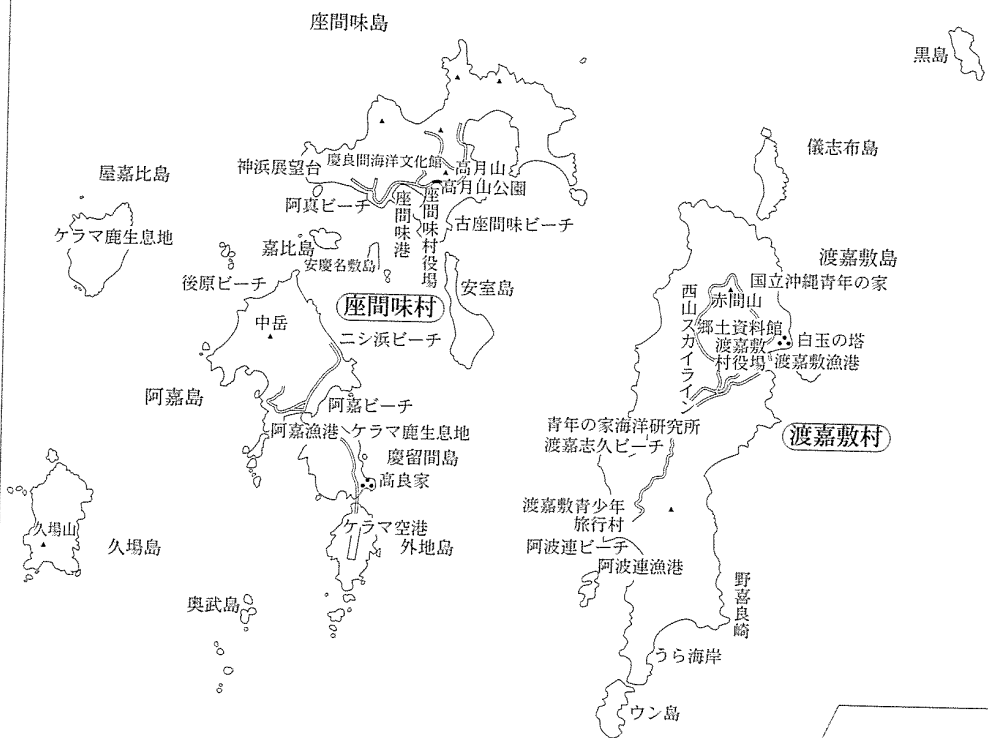 座間味島
黒島
神浜展望台
慶良間海洋文化館
高月山
高月山公園
儀志布島
屋嘉比島
ケラマ鹿生息地
阿真ビーチ
座間味港
座間味村役場
古座間味ビーチ
嘉比島
安慶名敷島
後原ビーチ
座間味村
安室島
中岳
ニシ浜ビーチ
阿嘉島
阿嘉ビーチ
阿嘉漁港
ケラマ鹿生息地
慶留間島
高良家
ケラマ空港
外地島
久場山
久場島
奥武島
渡嘉敷島
国立沖縄青年の家
赤間山
西山スカイライン
郷土資料館
渡嘉敷
村役場
白玉の塔
渡嘉敷漁港
渡嘉敷村
青年の家海洋研究所
渡嘉志久ビーチ
渡嘉敷青少年
旅行村
阿波連ビーチ
阿波連漁港
野喜良崎
うら海岸
ウン島